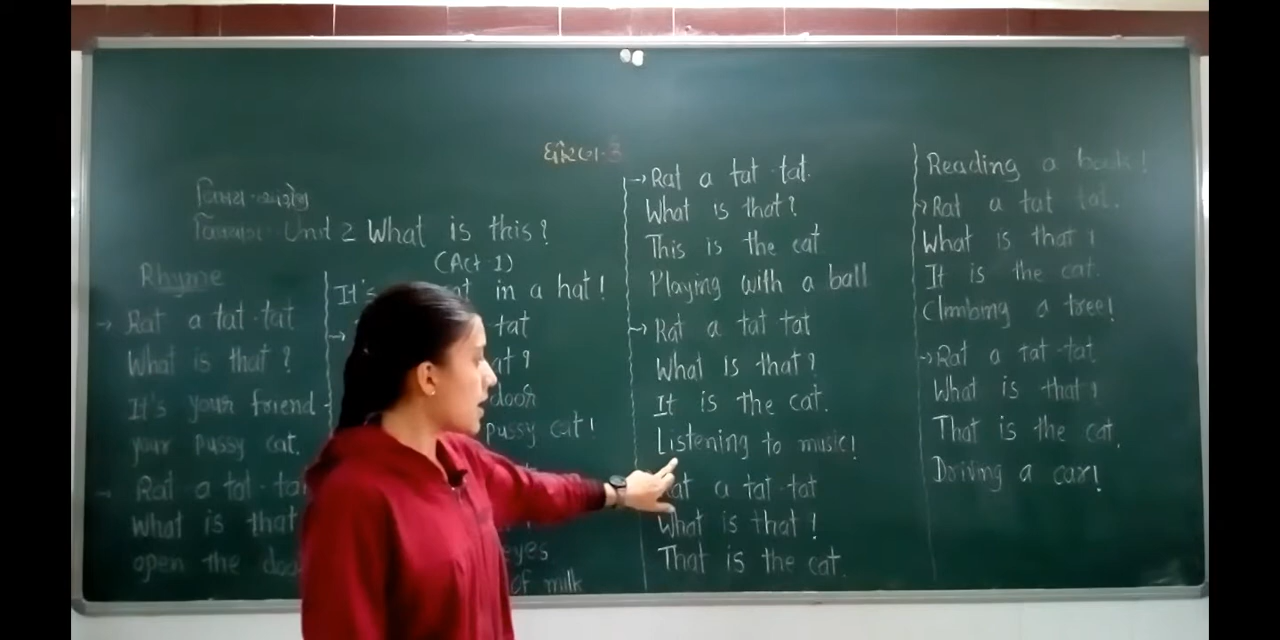 ધોરણ-3
વિષય-અંગ્રેજી
વિષયાંગ- Unit 2 What is this?
(Act-1)
Rhyme
→ Rat a tat-tat
What is that?
It's your friend-
your pussy cat.
→ Rat a tat-tat
What is that
open the
It's in a hat!
→ tat
door
pussy cat!
eyes
of milk
→ Rat a tat-tat.
What is that?
This is the cat
Playing with a ball
→ Rat a tat tat
What is that?
It is the cat.
Listening to music!
Rat a tat-tat
What is that!
That is the cat.
Reading a book!
→ Rat a tat tat.
What is that?
It is the cat.
Climbing a tree!
→ Rat a tat-tat
What is that?
That is the cat.
Driving a car!